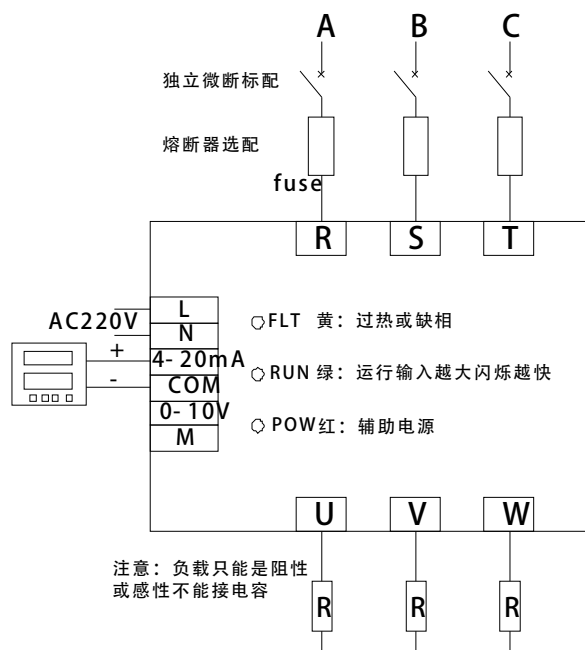 A B C
独立微断标配
熔断器选配
fuse
R S T
AC220V
L
N
+
4-20mA
-
COM
0-10V
M
FLT 黄：过热或缺相
RUN 绿：运行输入越大闪烁越快
POW红：辅助电源
U V W
注意：负载只能是阻性
或感性不能接电容
R R R